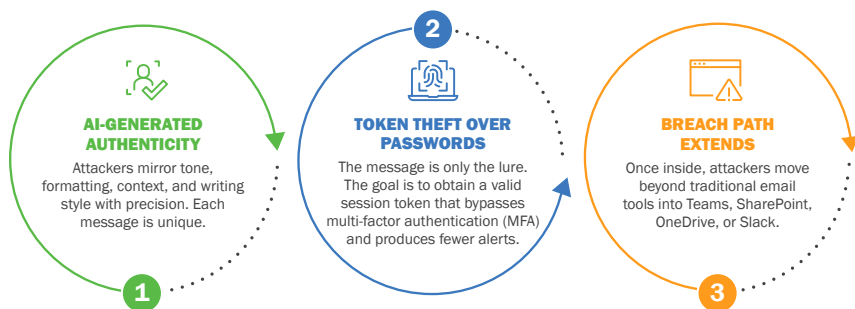 1
AI-GENERATED
AUTHENTICITY
Attackers mirror tone,
formatting, context, and writing
style with precision. Each
message is unique.
2
TOKEN THEFT OVER
PASSWORDS
The message is only the lure.
The goal is to obtain a valid
session token that bypasses
multi-factor authentication (MFA)
and produces fewer alerts.
3
BREACH PATH
EXTENDS
Once inside, attackers move
beyond traditional email
tools into Teams, SharePoint,
OneDrive, or Slack.